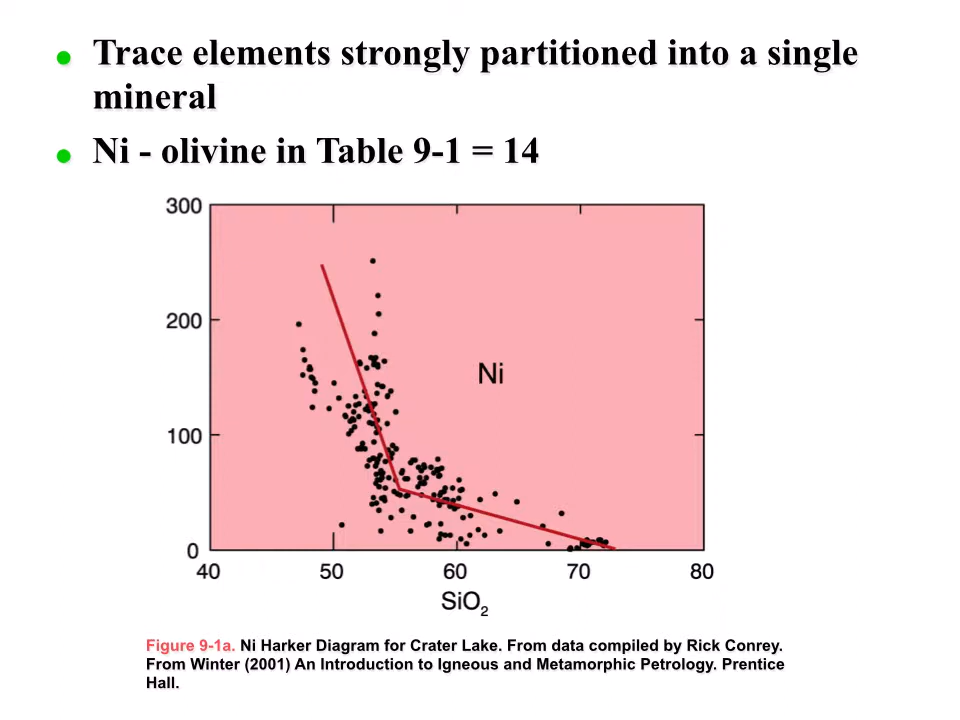 Trace elements strongly partitioned into a single
mineral
Ni - olivine in Table 9-1 = 14
300
200
Ni
100
0
40 50 60 70 80
SiO₂
Figure 9-1a. Ni Harker Diagram for Crater Lake. From data compiled by Rick Conrey.
From Winter (2001) An Introduction to Igneous and Metamorphic Petrology. Prentice
Hall.